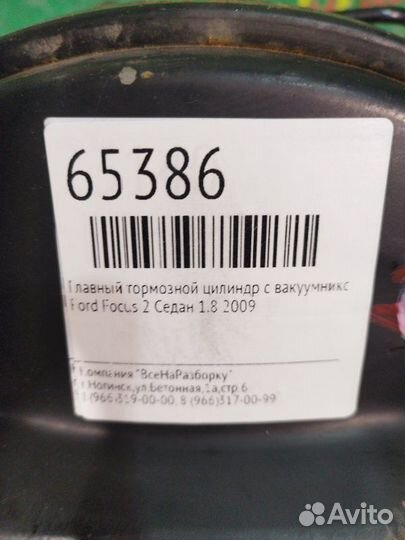 65386
Главный тормозной цилиндр с вакуумникс
Ford Focus 2 Седан 1.8 2009
Компания "ВсеНаРазборку"
г Ногинск,ул.Бетонная,1а,стр.6
(966)319-00-00, 8 (966)317-00-99
Avito